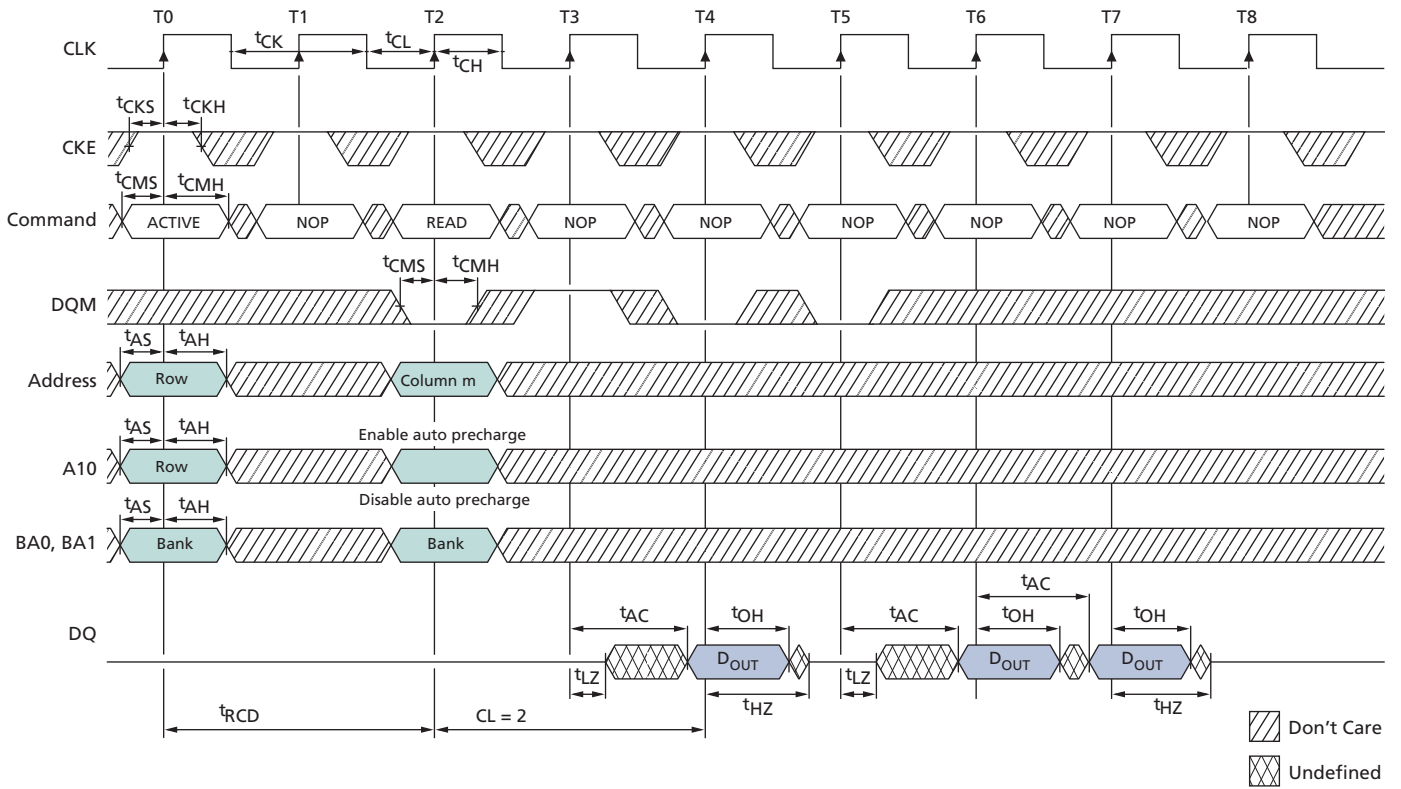 T0 T1 T2 T3 T4 T5 T6 T7 T8
CLK tCK tCL
tCH
tCKS tCKH
CKE
tCMS tCMH
Command ACTIVE NOP READ NOP NOP NOP NOP NOP NOP
tCMS tCMH
DQM
tAS tAH
Address Row Column m
tAS tAH Enable auto precharge
A10 Row
Disable auto precharge
tAS tAH
BA0, BA1 Bank Bank
tAC
DQ tAC tOH tAC tOH tOH
DOUT DOUT DOUT
tLZ tLZ
tHZ tHZ
tRCD CL = 2
Don't Care
Undefined